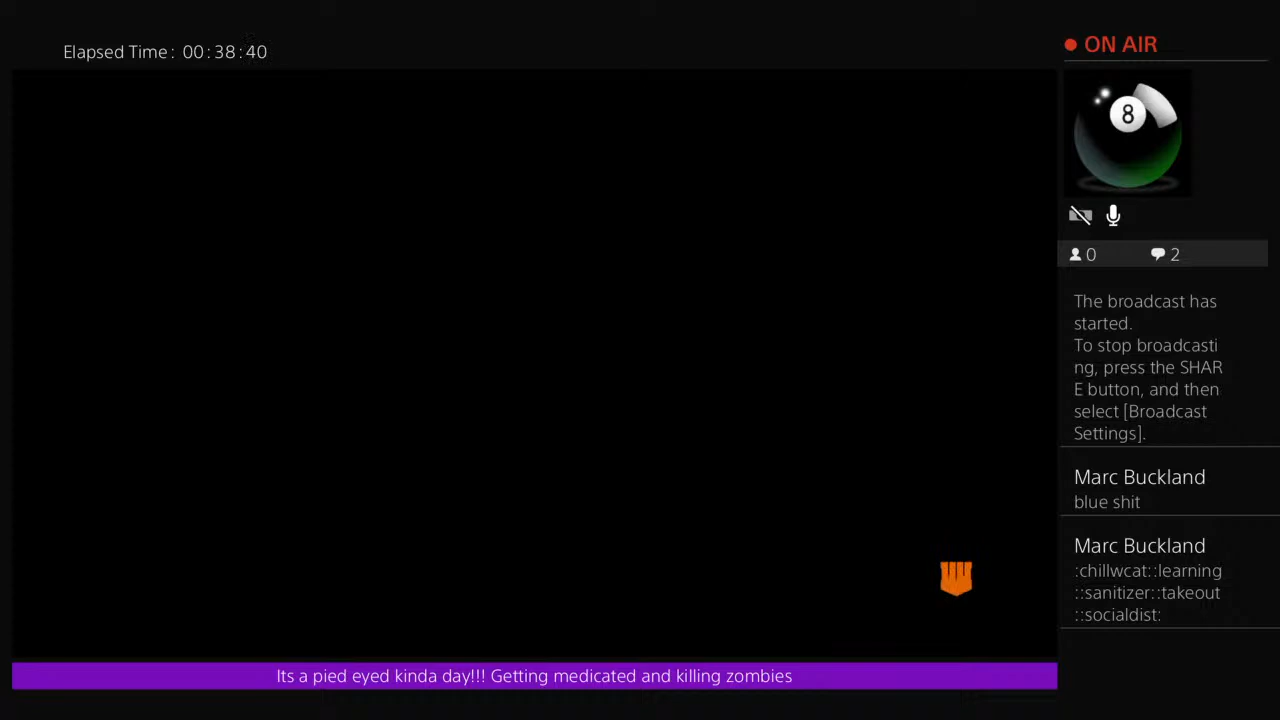 Elapsed Time: 00:38:40
ON AIR
8
0 2
The broadcast has
started.
To stop broadcasti
ng, press the SHAR
E button, and then
select [Broadcast
Settings].
Marc Buckland
blue shit
Marc Buckland
:chillwcat::learning
::sanitizer::takeout
::socialdist:
Its a pied eyed kinda day!!! Getting medicated and killing zombies